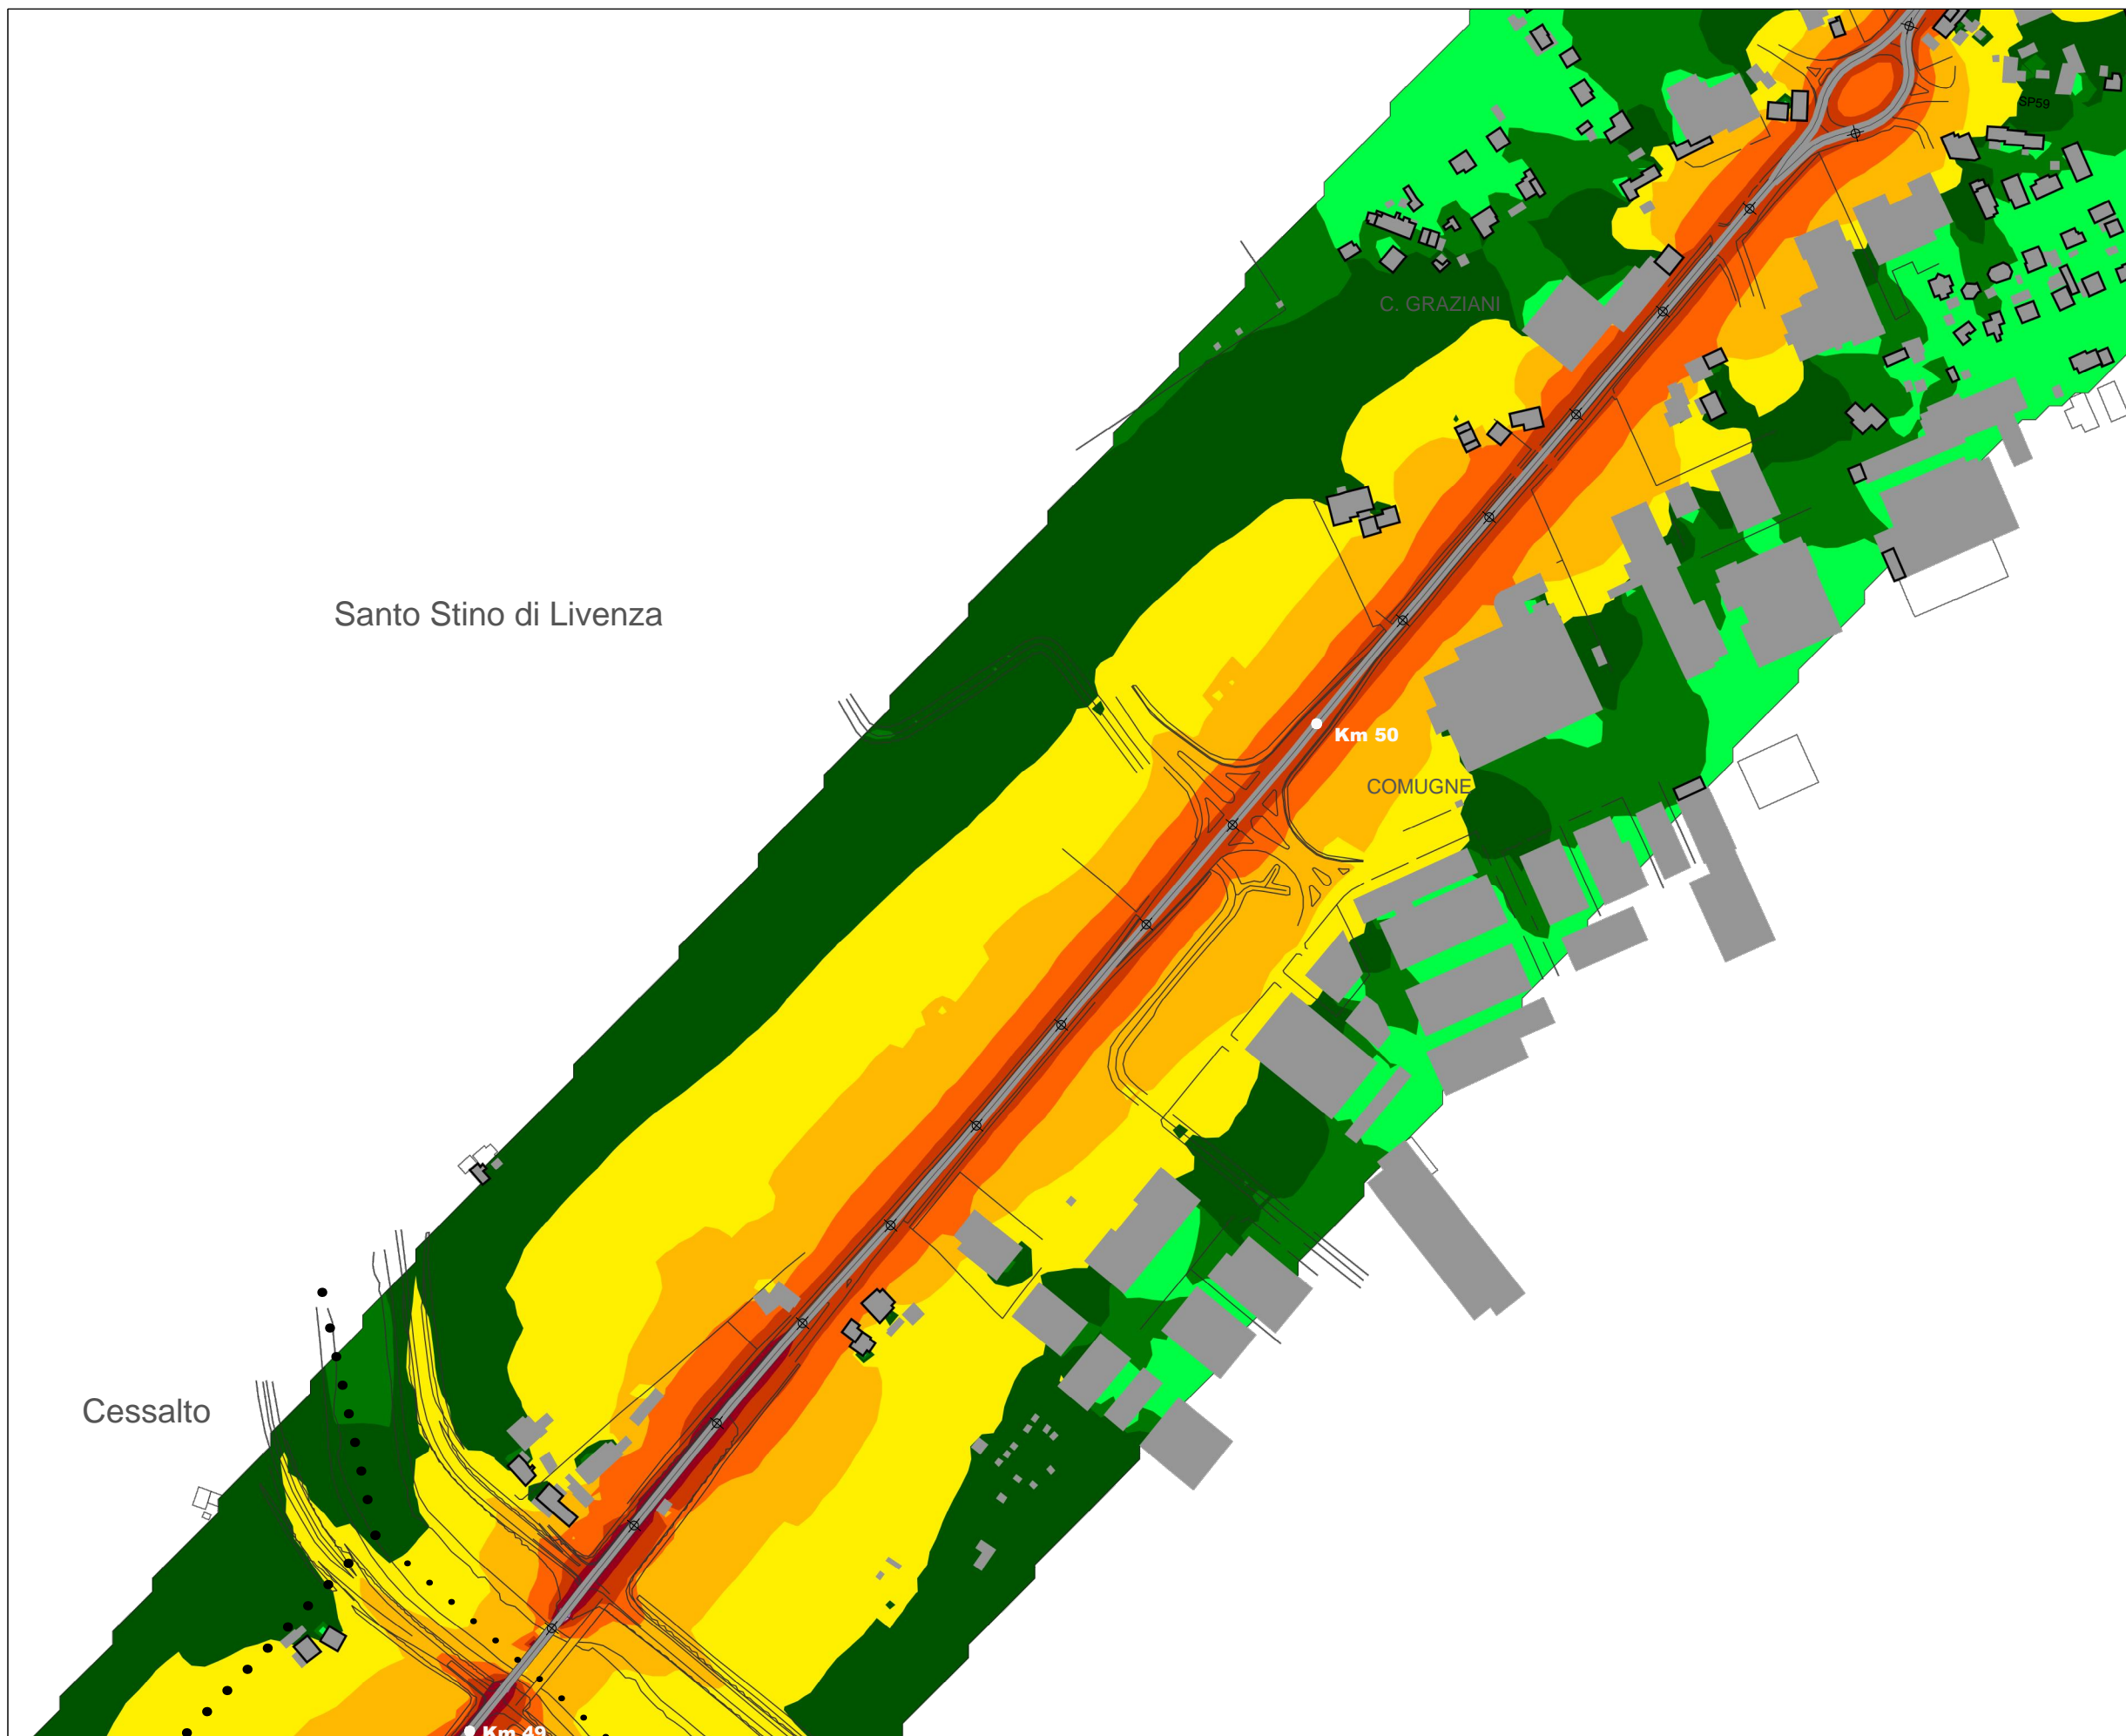 SP59
C. GRAZIANI
Santo Stino di Livenza
Km 50
COMUGNE
Cessalto
Km 49